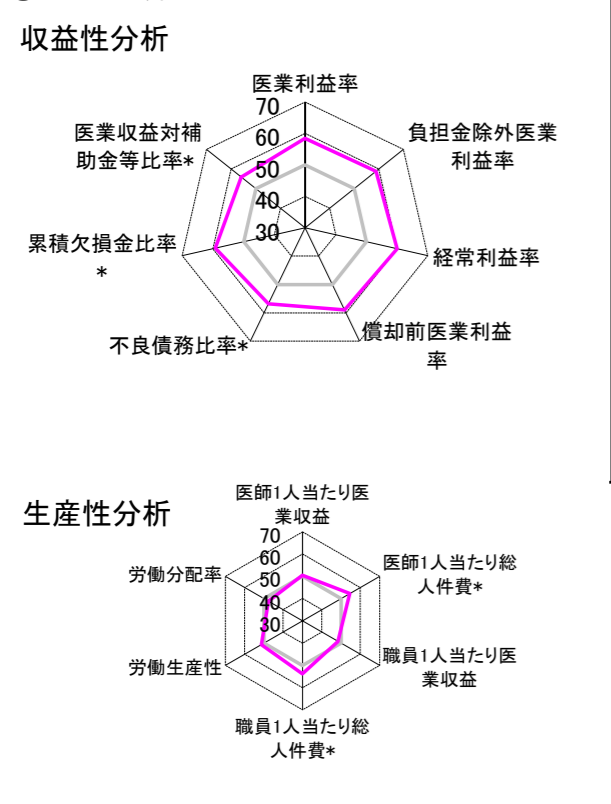 収益性分析
医業利益率
負担金除外医業
利益率
経常利益率
償却前医業利益
率
不良債務比率*
累積欠損金比率
*
医業収益対補
助金等比率*
70
60
50
40
30
生産性分析
医師1人当たり医
業収益
医師1人当たり総
人件費*
職員1人当たり医
業収益
職員1人当たり総
人件費*
労働生産性
労働分配率
70
60
50
40
30